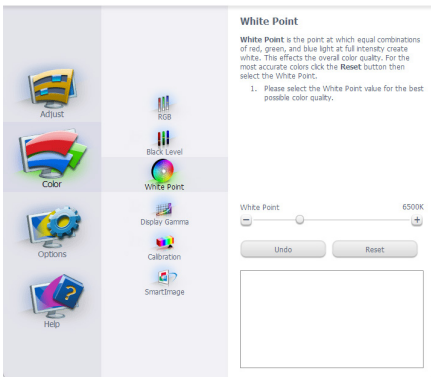 Adjust
Color
Options
Help
RGB
Black Level
White Point
Display Gamma
Calibration
SmartImage
White Point
White Point is the point at which equal combinations
of red, green, and blue light at full intensity create
white. This effects the overall color quality. For the
most accurate colors click the Reset button then
select the White Point.
1. Please select the White Point value for the best
possible color quality.
White Point 6500K
Undo Reset